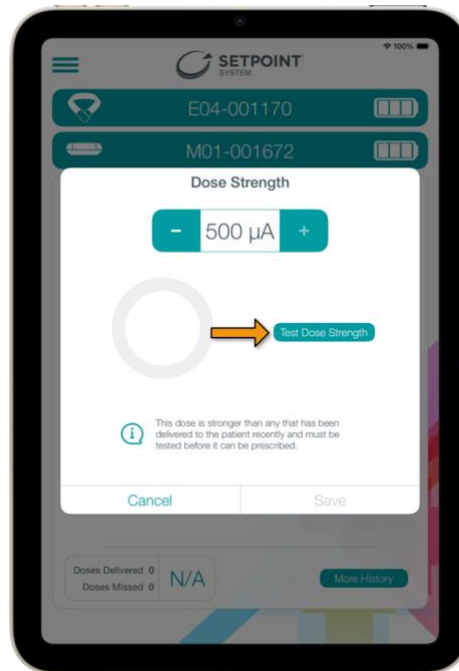 100%
SETPOINT
SYSTEM
E04-001170
M01-001672
Dose Strength
- 500 µA +
Test Dose Strength
This dose is stronger than any that has been
delivered to the patient recently and must be
tested before it can be prescribed.
Cancel Save
Doses Delivered 0
Doses Missed 0
N/A
More History